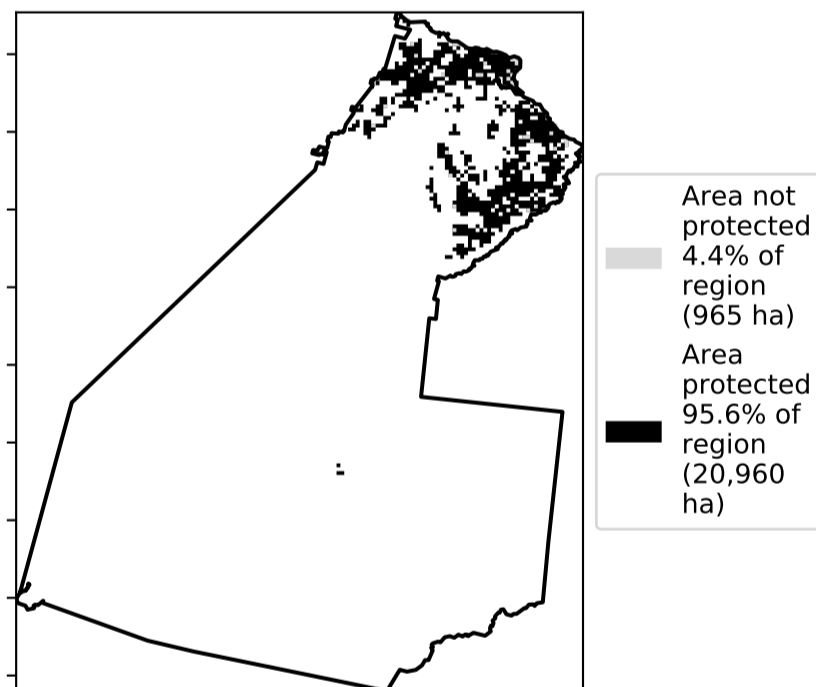 Area not
protected
4.4% of
region
(965 ha)
Area
protected
95.6% of
region
(20,960
ha)